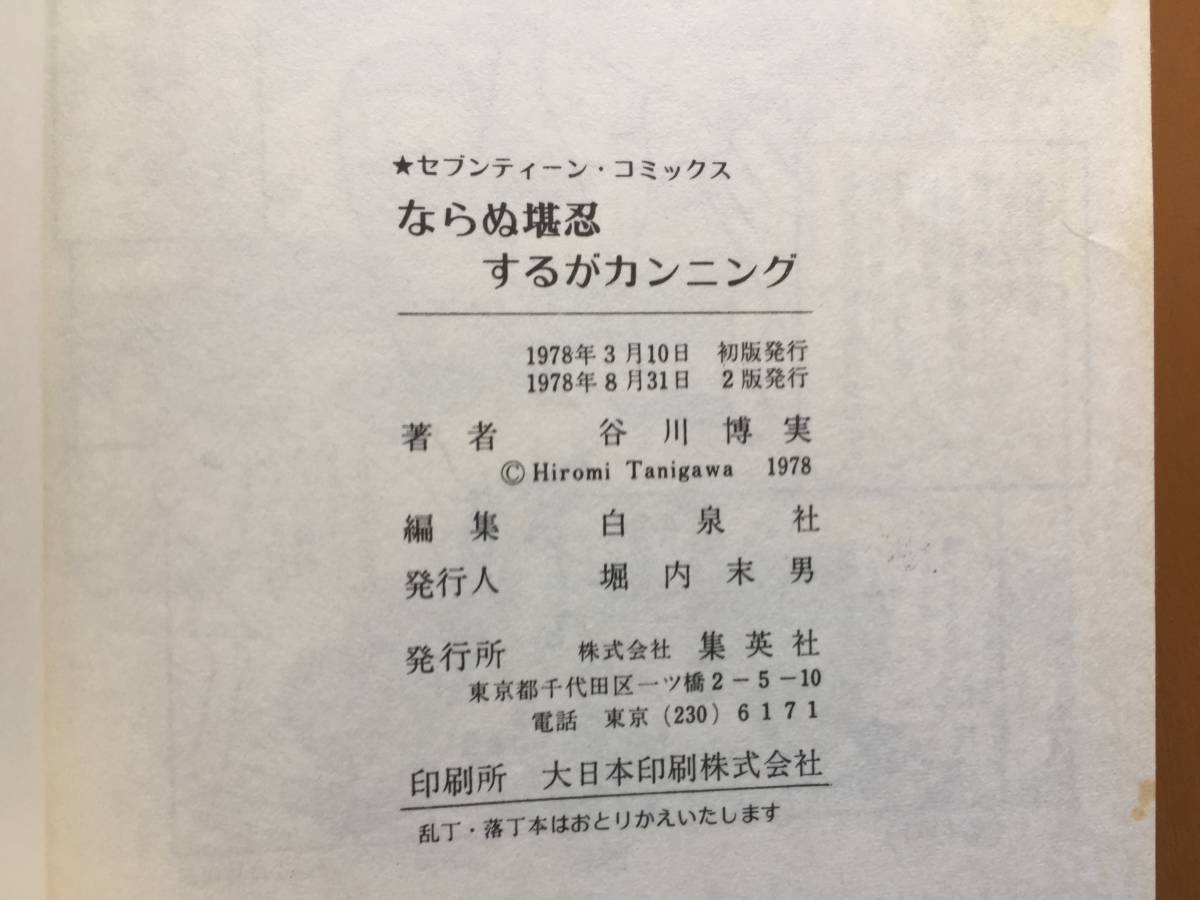 ★セブンティーン・コミックス
ならぬ堪忍
するがカンニング
1978年3月10日 初版発行
1978年8月31日 2版発行
著者 谷川博実
©Hiromi Tanigawa 1978
編集 白泉社
発行人 堀内末男
発行所 株式会社 集英社
東京都千代田区一ツ橋2-5-10
電話 東京(230)6171
印刷所 大日本印刷株式会社
乱丁・落丁本はおとりかえいたします